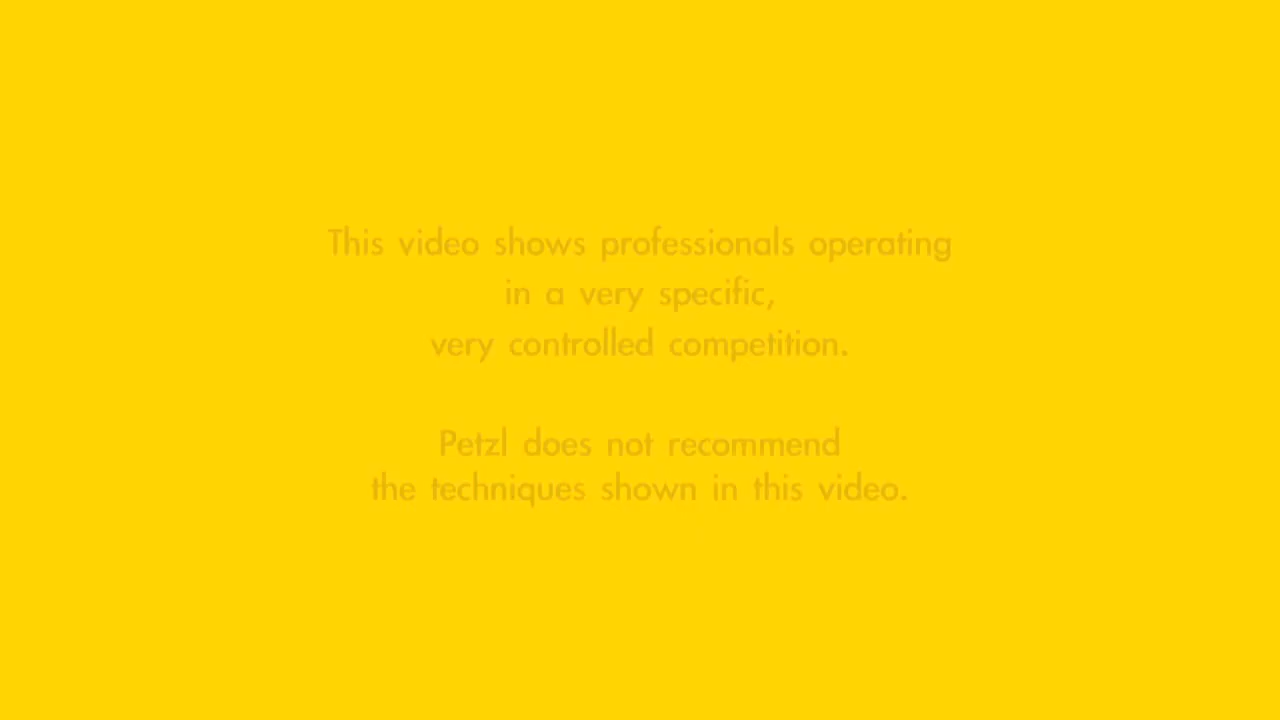 This video shows professionals operating
in a very specific,
very controlled competition.
Petzl does not recommend
the techniques shown in this video.